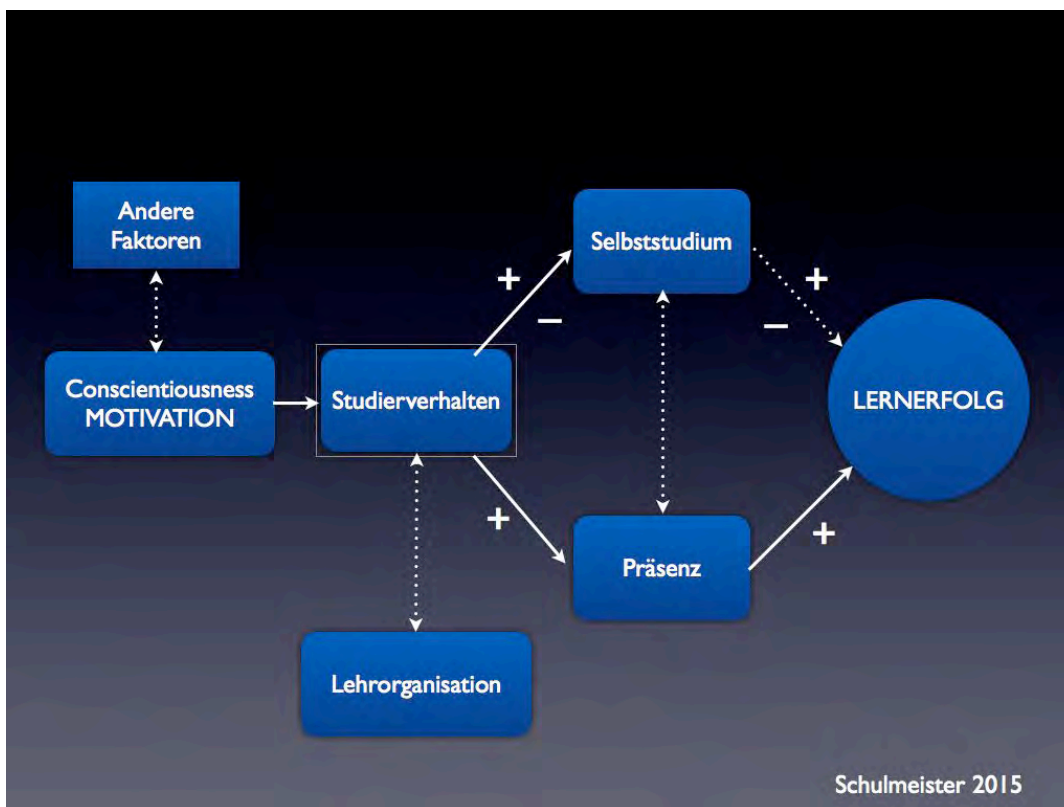 Andere
Faktoren
Conscientiousness
MOTIVATION
Studierverhalten
+
–
Selbststudium
+
–
LERNERFOLG
+
Präsenz
+
Lehrorganisation
Schulmeister 2015